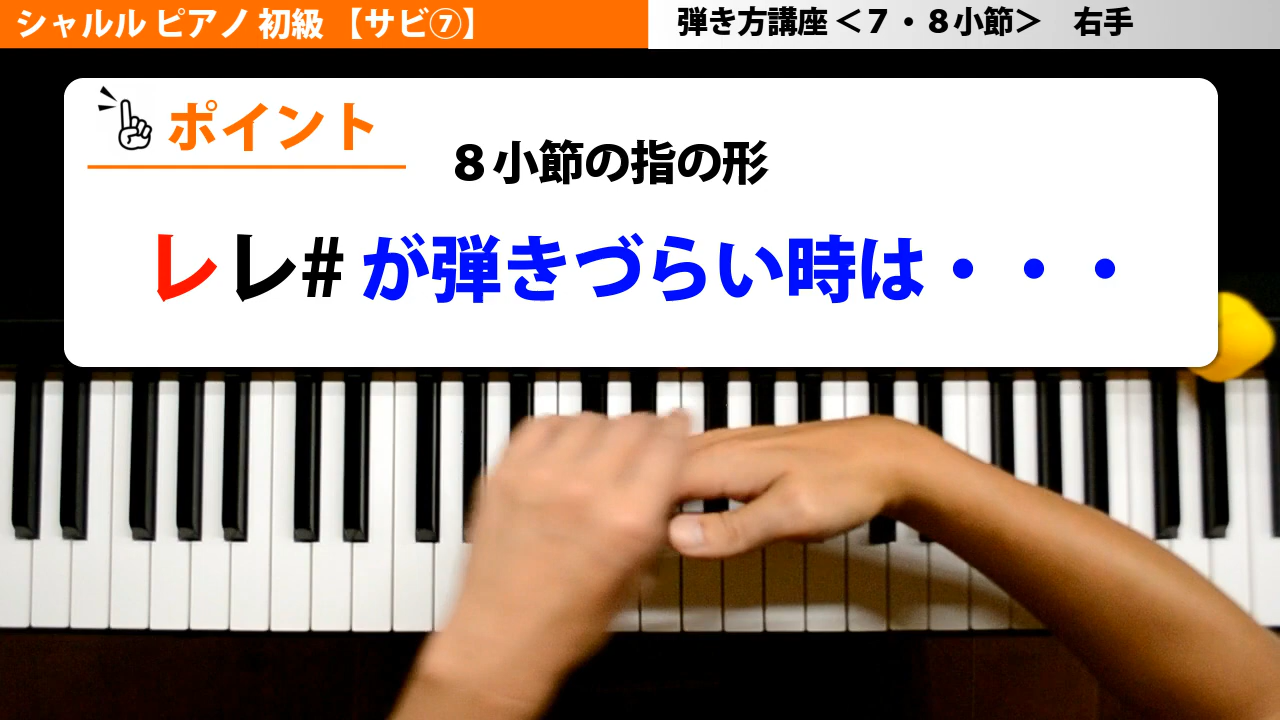 シャルル ピアノ 初級 【サビ⑦】
弾き方講座 ＜７・８小節＞　右手
ポイント
８小節の指の形
レレ# が弾きづらい時は・・・